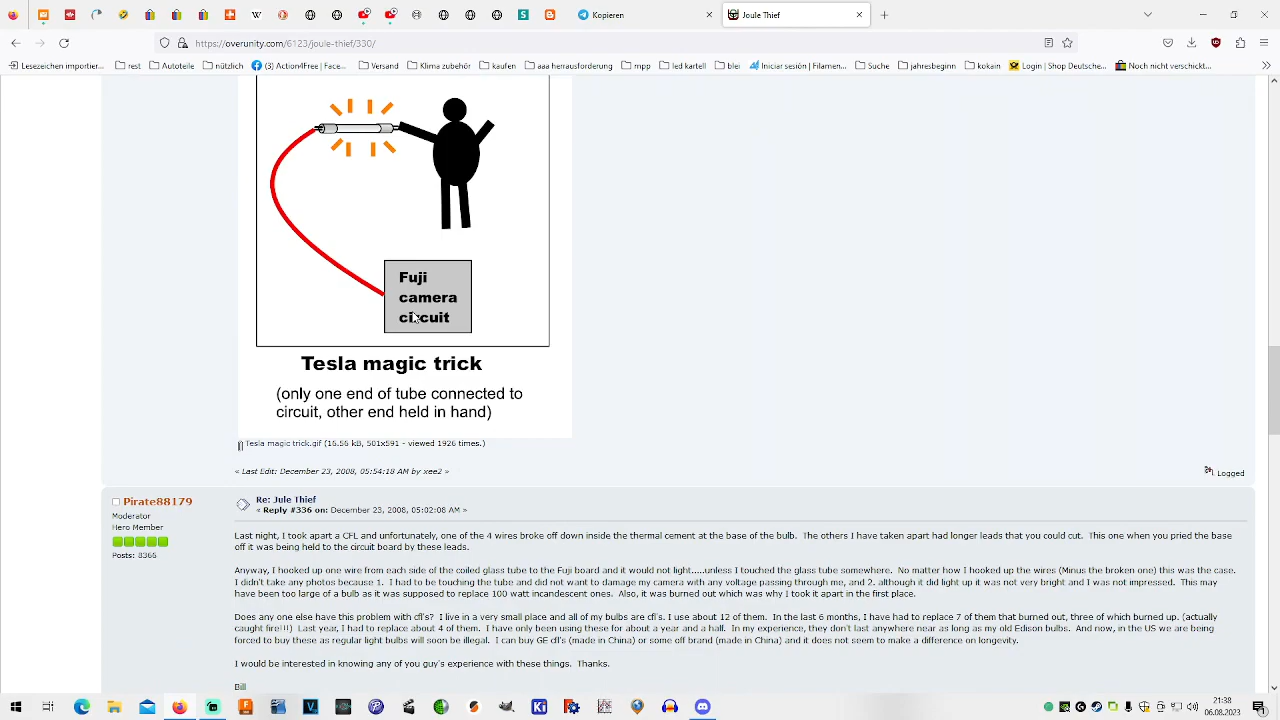 Kopieren
Joule Thief
https://overunity.com/6123/joule-thief/330/
Lesezeichen importier...
rest
Autoteile
nützlich
(3) Action4Free | Face...
Versand
Klima zubehör
kaufen
aaa herrausforderung
mpp
led kartell
blei
Iniciar sesión | Filamen...
Suche
jahresbeginn
kokain
Login | Shop Deutsche...
Noch nicht verschickt...
Fuji
camera
circuit
Tesla magic trick
(only one end of tube connected to
circuit, other end held in hand)
Tesla magic trick.gif (16.56 kB, 501x591 - viewed 1926 times.)
« Last Edit: December 23, 2008, 05:54:18 AM by xee2 »
Logged
Pirate88179
Moderator
Hero Member
Posts: 8366
Re: Jule Thief
« Reply #336 on: December 23, 2008, 05:02:08 AM »
Last night, I took apart a CFL and unfortunately, one of the 4 wires broke off down inside the thermal cement at the base of the bulb. The others I have taken apart had longer leads that you could cut. This one when you pried the base
off it was being held to the circuit board by these leads.
Anyway, I hooked up one wire from each side of the coiled glass tube to the Fuji board and it would not light.....unless I touched the glass tube somewhere. No matter how I hooked up the wires (Minus the broken one) this was the case.
I didn't take any photos because 1. I had to be touching the tube and did not want to damage my camera with any voltage passing through me, and 2. although it did light up it was not very bright and I was not impressed. This may
have been too large of a bulb as it was supposed to replace 100 watt incandescent ones. Also, it was burned out which was why I took it apart in the first place.
Does any one else have this problem with cfl's? I live in a very small place and all of my bulbs are cfl's. I use about 12 of them. In the last 6 months, I have had to replace 7 of them that burned out, three of which burned up. (actually
caught fire!!!) Last year, I had to replace about 4 of them. I have only been using these for about a year and a half. In my experience, they don't last anywhere near as long as my old Edison bulbs. And now, in the US we are being
forced to buy these as regular light bulbs will soon be illegal. I can buy GE cfl's (made in China) or some off brand (made in China) and it does not seem to make a difference on longevity.
I would be interested in knowing any of you guy's experience with these things. Thanks.
Bill
21:38
06.08.2023